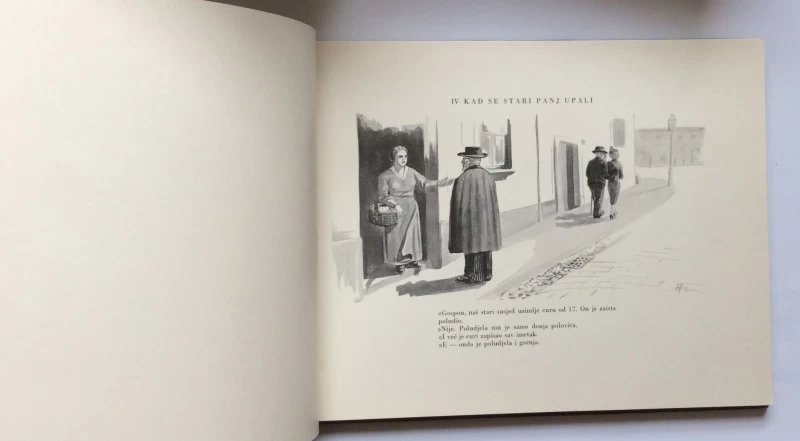 IV KAD SE STARI PANJ UPALI
»Gospon, naš stari susjed uzimlje curu od 17. On je zaista
poludio.
»Nije. Poludjela mu je samo donja polovica.
»I već je curi zapisao sav imetak.
»E — onda je poludjela i gornja.